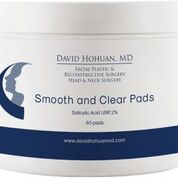 DAVID HOHUAN, MD
FACIAL PLASTIC &
RECONSTRUCTIVE SURGERY
HEAD & NECK SURGERY
Smooth and Clear Pads
Salicylic Acid USP 2%
60 pads
www.davidhohuanmd.com